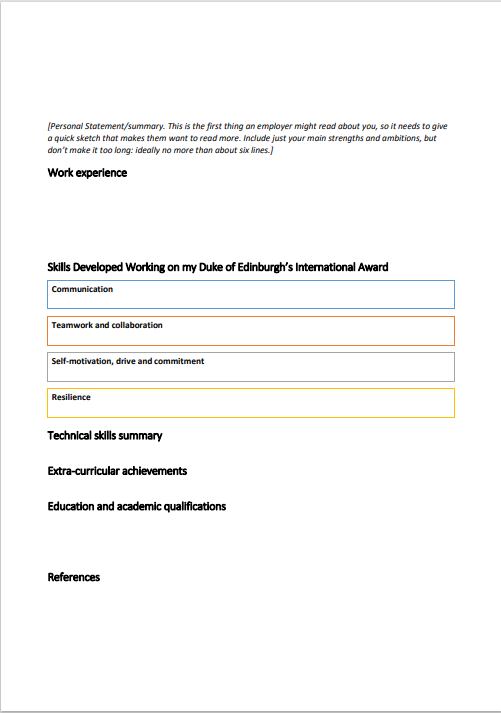 [Personal Statement/summary. This is the first thing an employer might read about you, so it needs to give
a quick sketch that makes them want to read more. Include just your main strengths and ambitions, but
don't make it too long: ideally no more than about six lines.]
Work experience
Skills Developed Working on my Duke of Edinburgh's International Award
Communication
Teamwork and collaboration
Self-motivation, drive and commitment
Resilience
Technical skills summary
Extra-curricular achievements
Education and academic qualifications
References